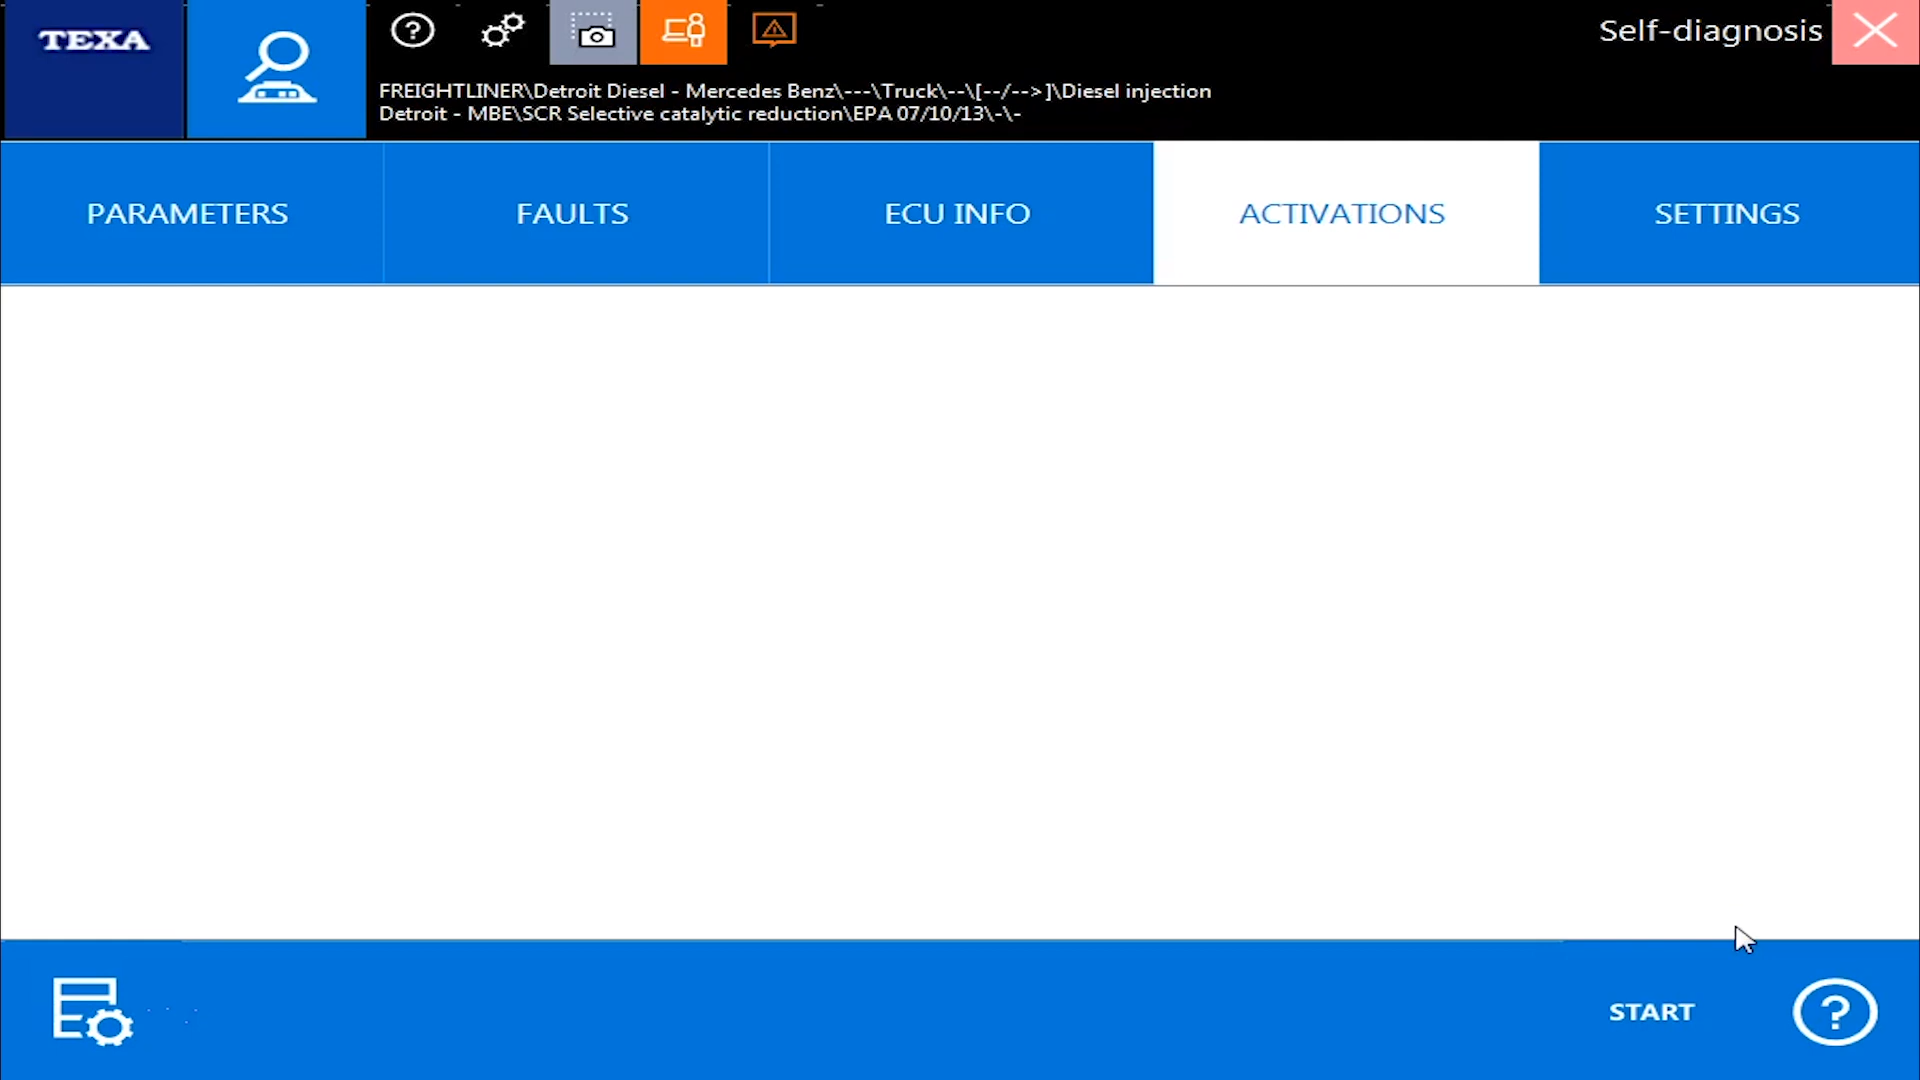 TEXA
Self-diagnosis
FREIGHTLINER\Detroit Diesel - Mercedes Benz\---\Truck\--\[--/-->]\Diesel injection
Detroit - MBE\SCR Selective catalytic reduction\EPA 07/10/13\-\-
PARAMETERS
FAULTS
ECU INFO
ACTIVATIONS
SETTINGS
START